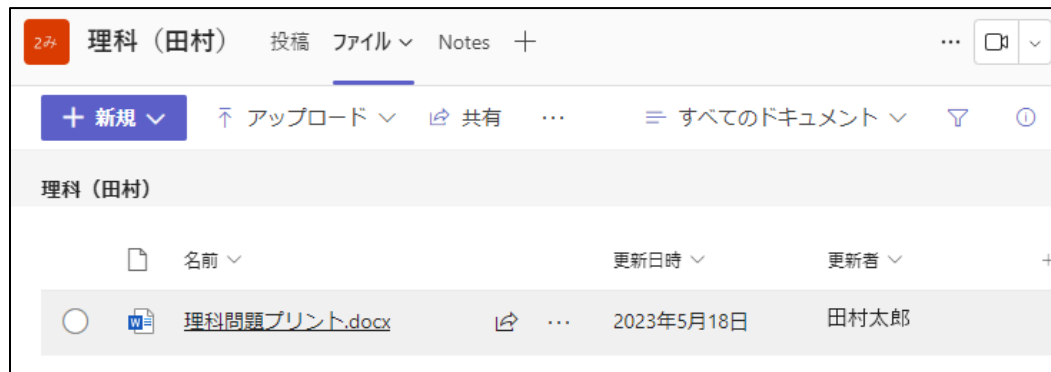 2み 理科（田村） 投稿 ファイル Notes
新規 アップロード 共有 … すべてのドキュメント
理科（田村）
名前 更新日時 更新者
理科問題プリント.docx 2023年5月18日 田村太郎